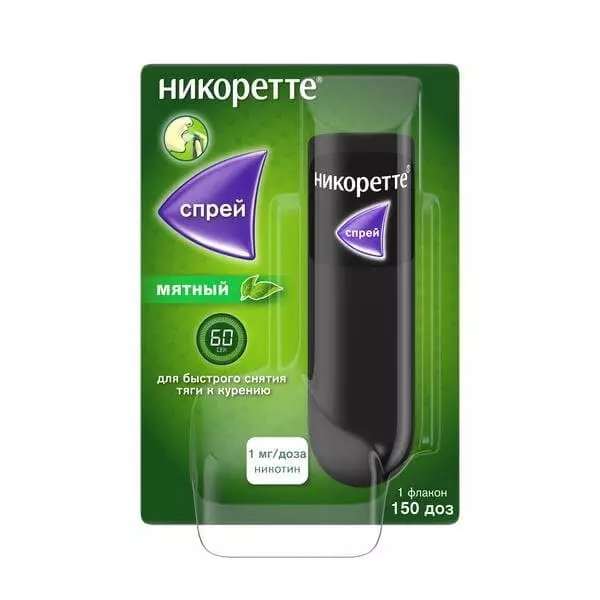 никоретте®
спрей
мятный
60
сек
для быстрого снятия
тяги к курению
1 мг/доза
никотин
никоретте®
спрей
1 флакон
150 доз